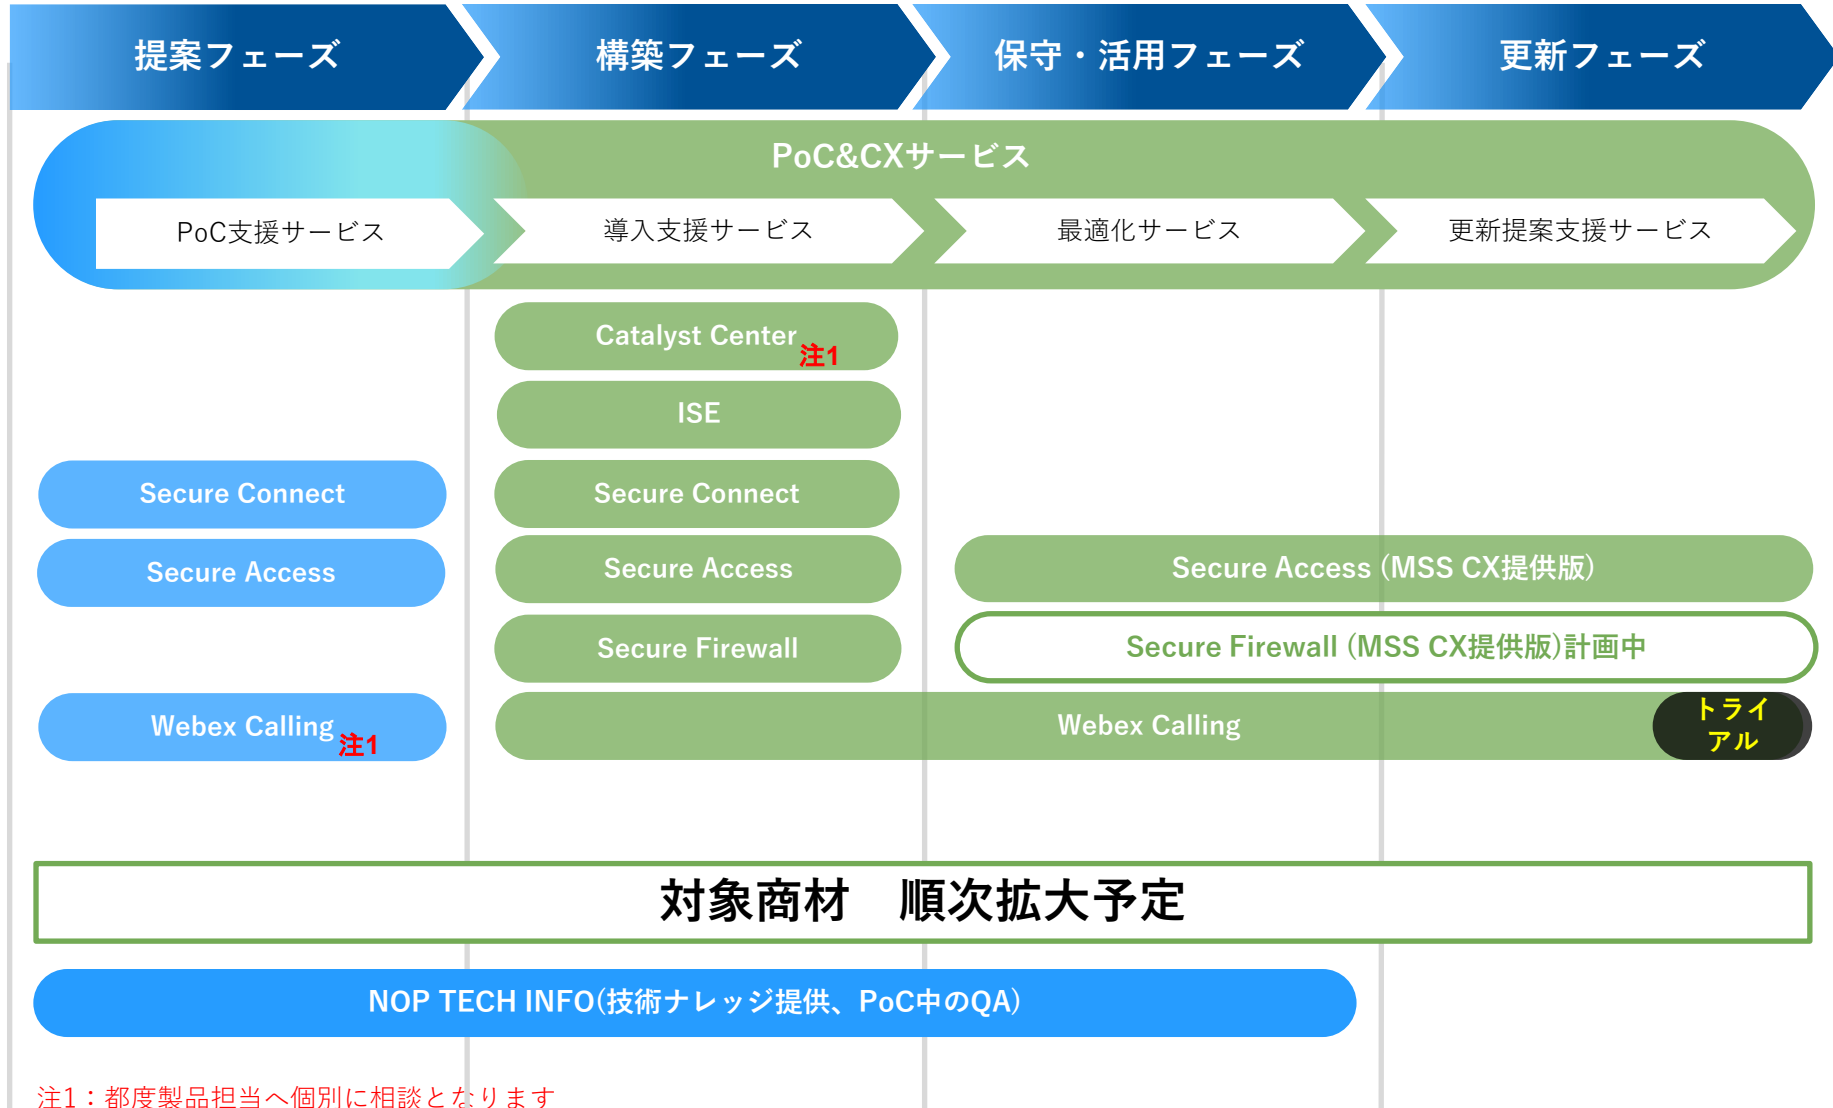 提案フェーズ
構築フェーズ
保守・活用フェーズ
更新フェーズ
PoC&CXサービス
PoC支援サービス
導入支援サービス
最適化サービス
更新提案支援サービス
Catalyst Center
注1
ISE
Secure Connect
Secure Connect
Secure Access
Secure Access
Secure Access (MSS CX提供版)
Secure Firewall
Secure Firewall (MSS CX提供版)計画中
Webex Calling
注1
Webex Calling
トライ
アル
対象商材　順次拡大予定
NOP TECH INFO(技術ナレッジ提供、PoC中のQA)
注1：都度製品担当へ個別に相談となります